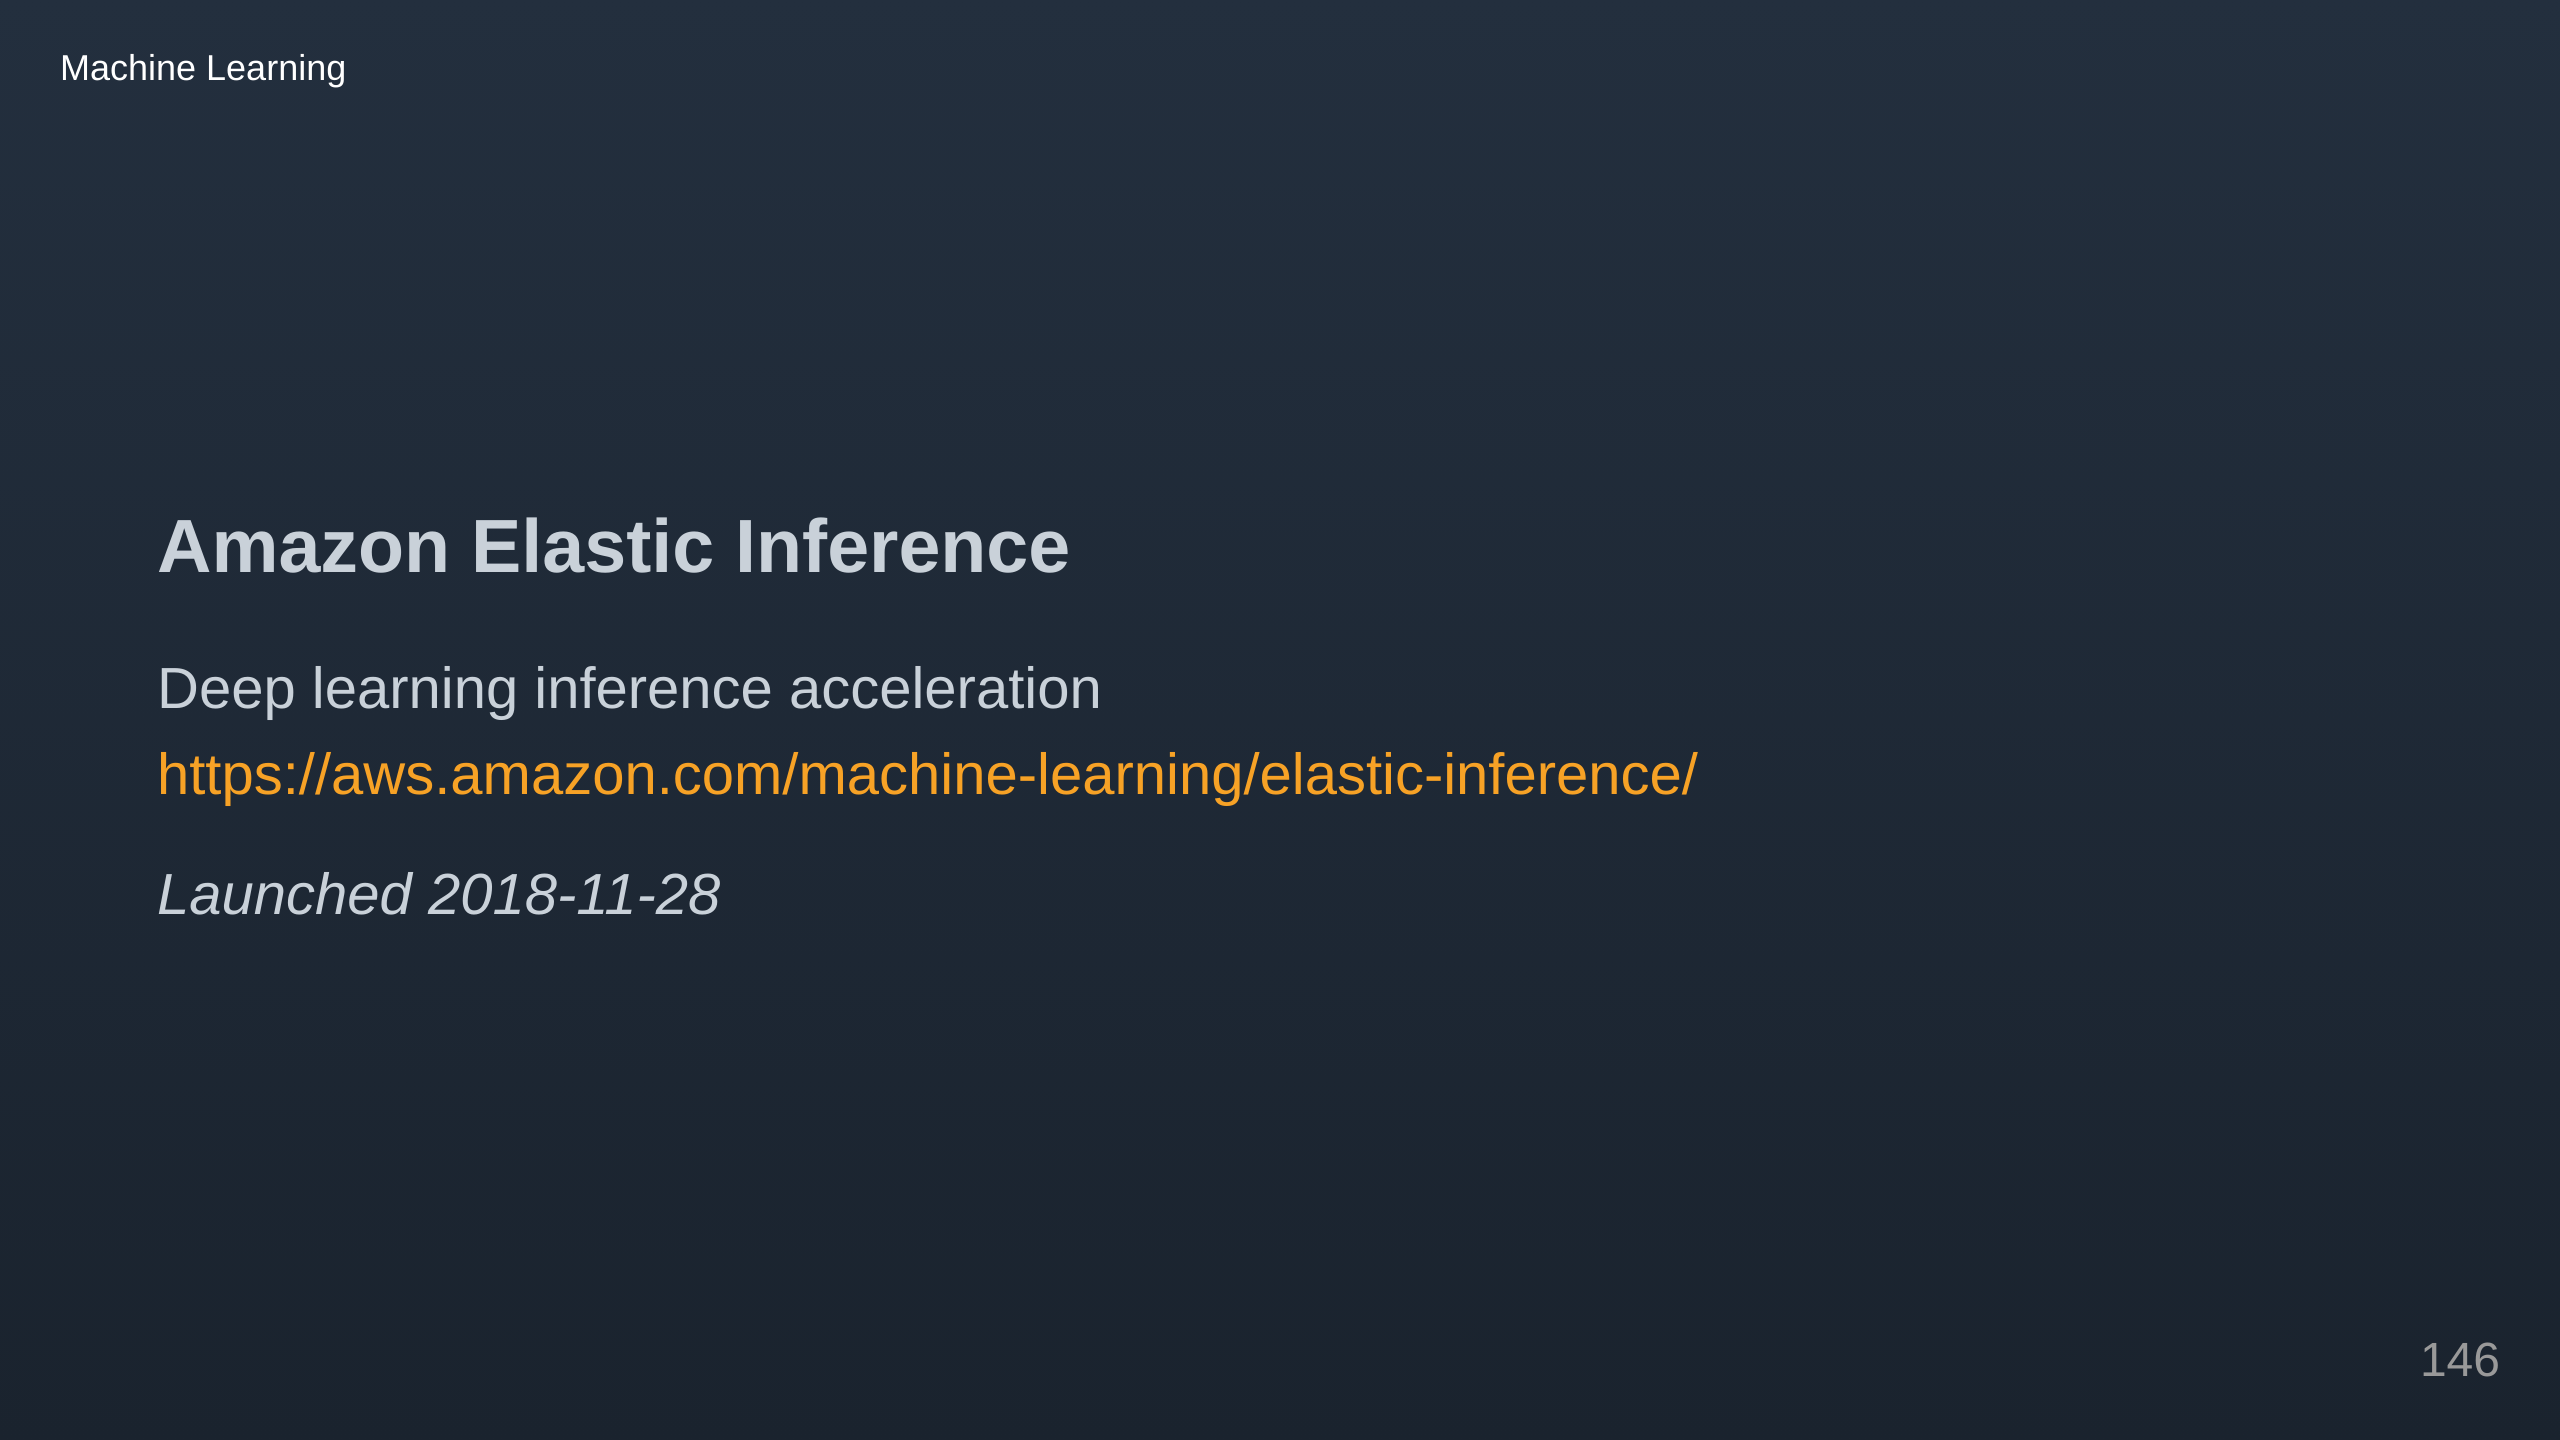 Machine Learning
Amazon Elastic Inference
Deep learning inference acceleration
https://aws.amazon.com/machine-learning/elastic-inference/
Launched 2018-11-28
146